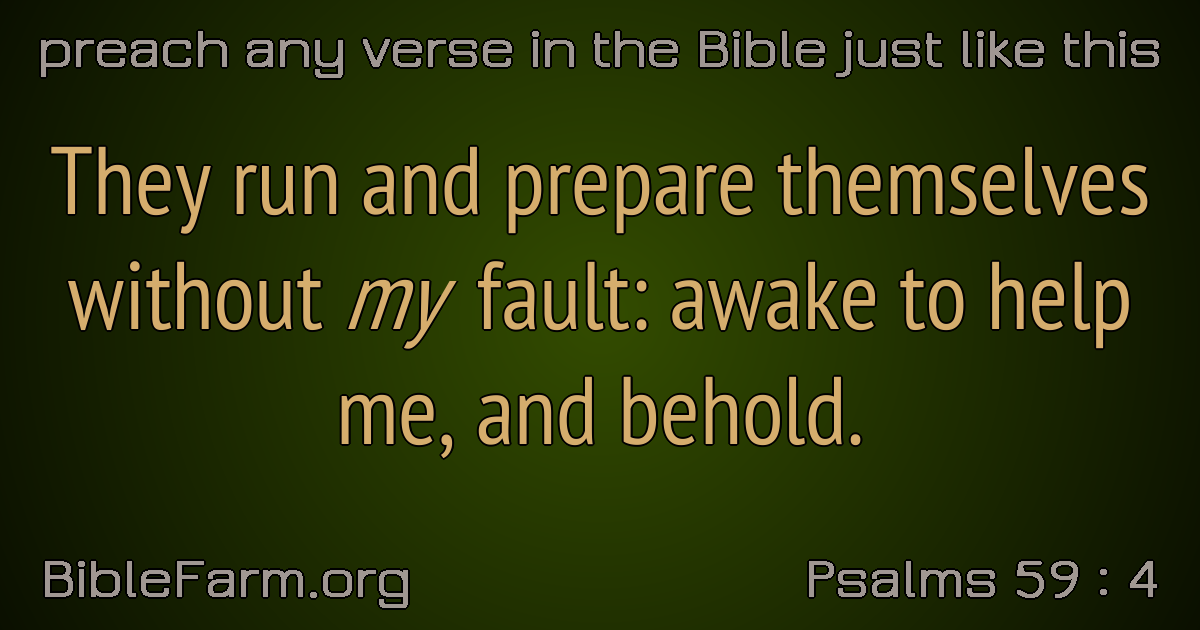 preach any verse in the Bible just like this
They run and prepare themselves
without my fault: awake to help
me, and behold.
BibleFarm.org
Psalms 59 : 4